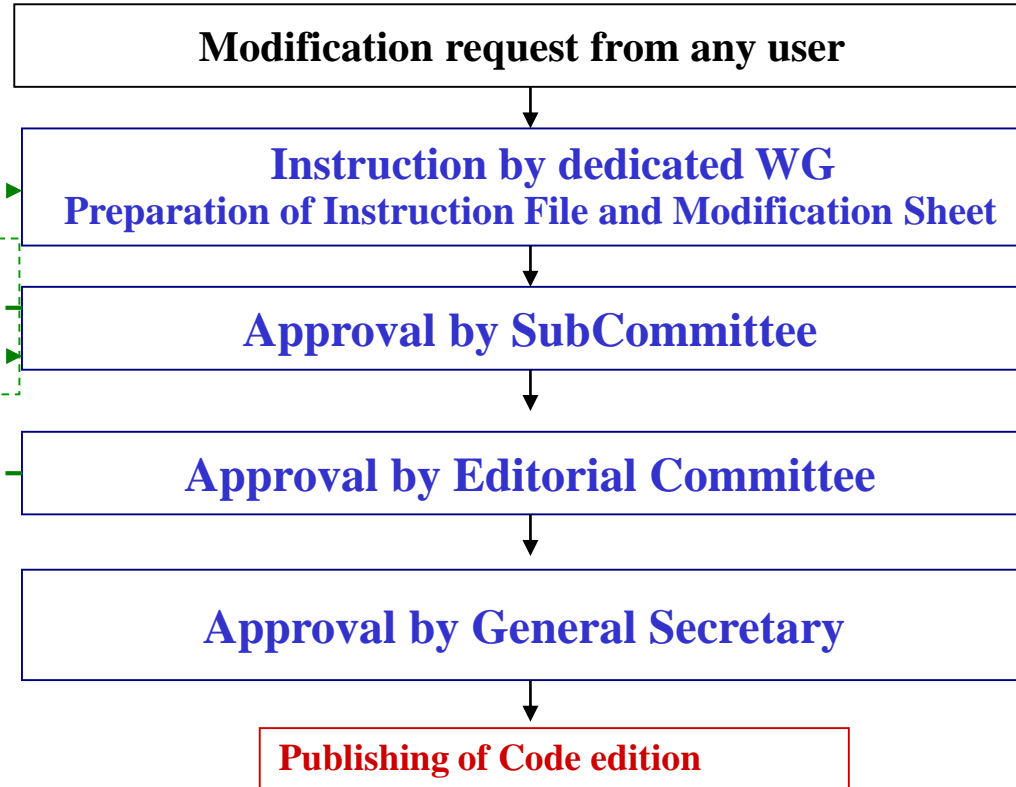 Modification request from any user
Instruction by dedicated WG
Preparation of Instruction File and Modification Sheet
Approval by SubCommittee
Approval by Editorial Committee
Approval by General Secretary
Publishing of Code edition